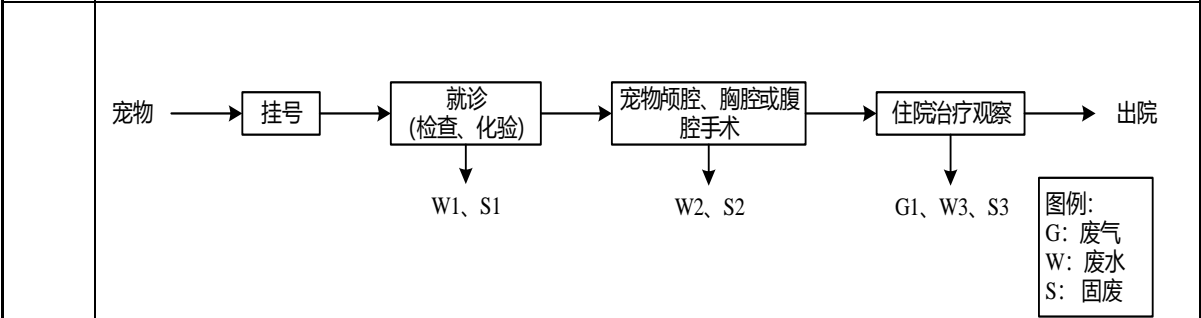 宠物
挂号
就诊
(检查、化验)
宠物颅腔、胸腔或腹
腔手术
住院治疗观察
出院
W1、S1
W2、S2
G1、W3、S3
图例：
G：废气
W：废水
S：固废